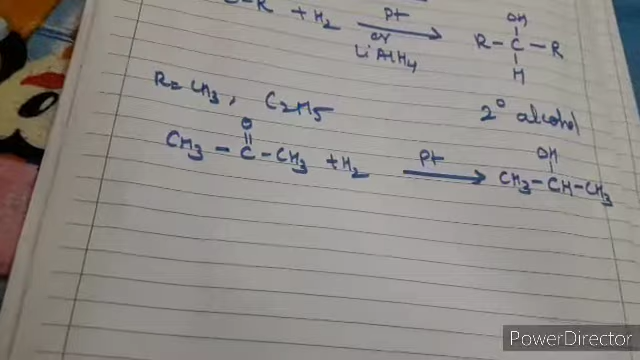 C-R + H2 Pt
or
LiAlH4
OH
R-C-R
H
R= CH3, C2H5
2° alcohol
O
CH3-C-CH3 + H2 Pt
OH
CH3-CH-CH3
PowerDirector